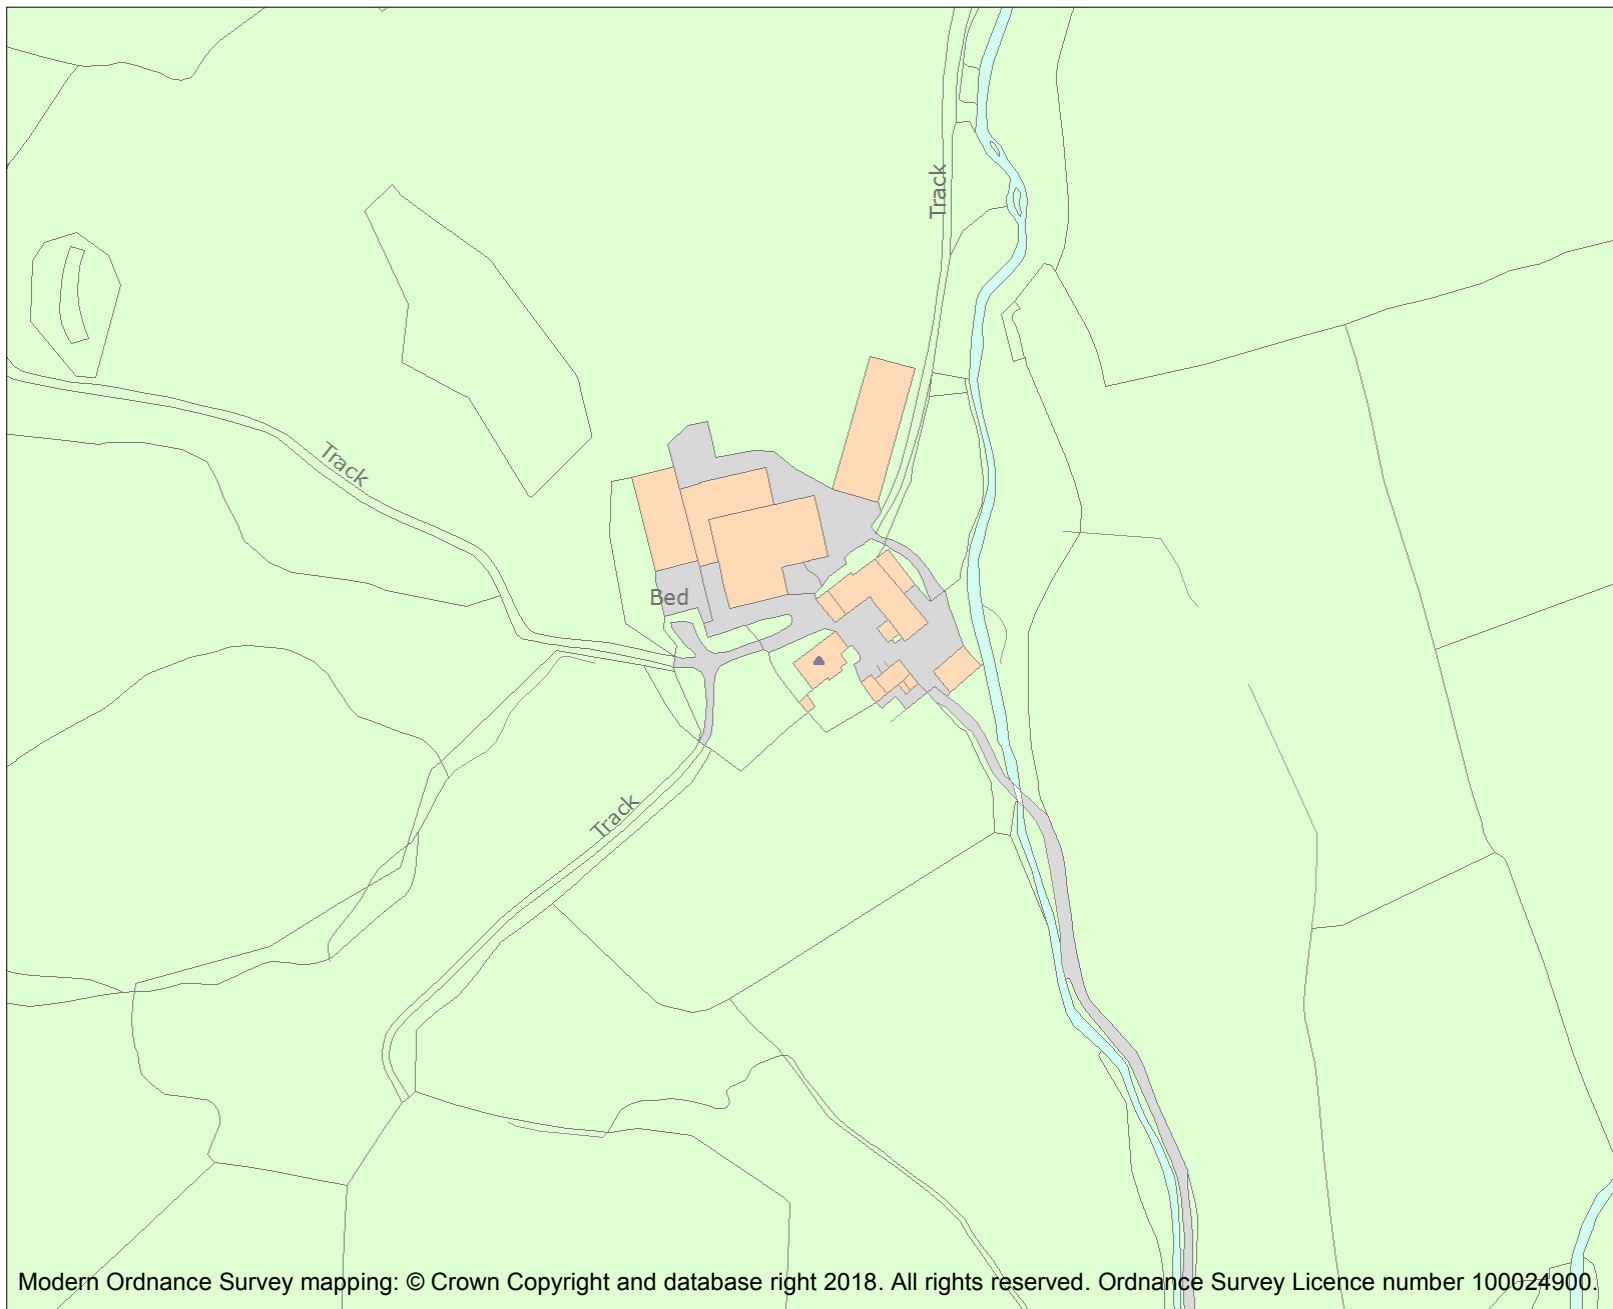 Track
Track
Bed
Track
Modern Ordnance Survey mapping: © Crown Copyright and database right 2018. All rights reserved. Ordnance Survey Licence number 100024900.